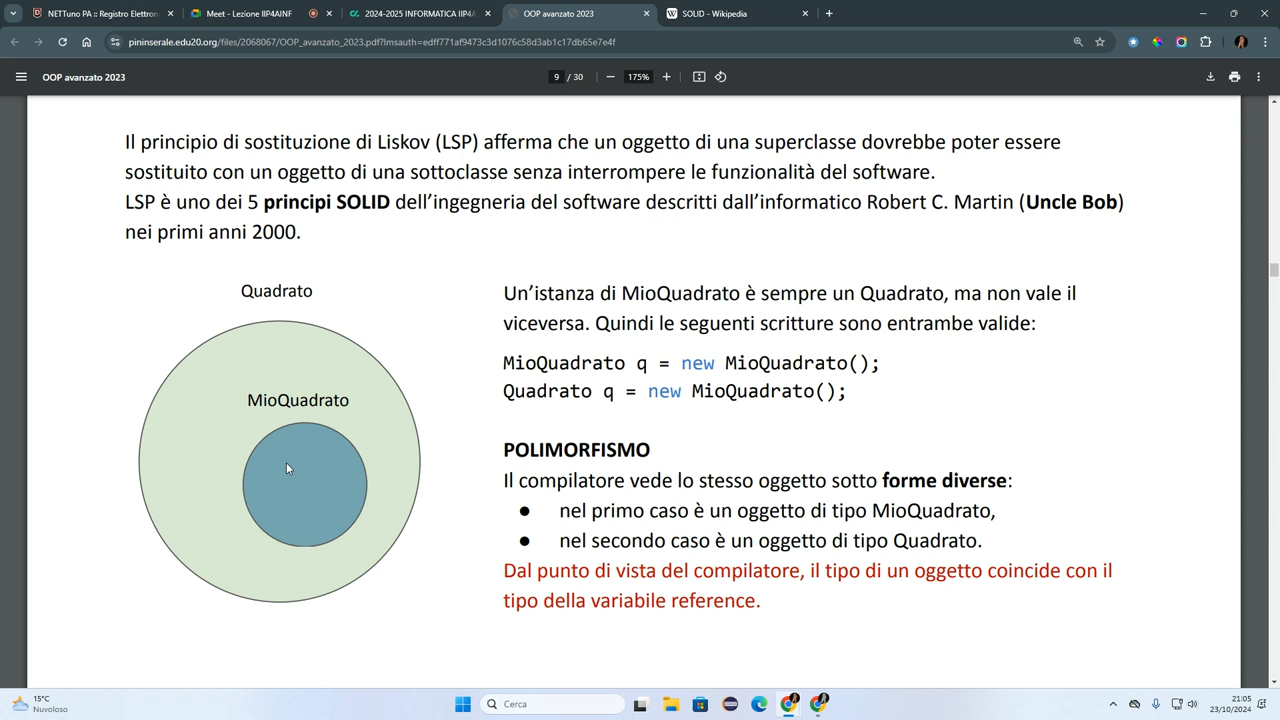 NETTuno PA :: Registro Elettron
Meet - Lezione IIP4AINF
2024-2025 INFORMATICA IIP4A
OOP avanzato 2023
SOLID - Wikipedia
pininserale.edu20.org/files/2068067/OOP_avanzato_2023.pdf?lmsauth=edff771af9473c3d1076c58d3ab1c17db65e7e4f
OOP avanzato 2023
9 / 30
175%
Il principio di sostituzione di Liskov (LSP) afferma che un oggetto di una superclasse dovrebbe poter essere
sostituito con un oggetto di una sottoclasse senza interrompere le funzionalità del software.
LSP è uno dei 5 principi SOLID dell’ingegneria del software descritti dall’informatico Robert C. Martin (Uncle Bob)
nei primi anni 2000.
Quadrato
MioQuadrato
Un’istanza di MioQuadrato è sempre un Quadrato, ma non vale il
viceversa. Quindi le seguenti scritture sono entrambe valide:
MioQuadrato q = new MioQuadrato();
Quadrato q = new MioQuadrato();
POLIMORFISMO
Il compilatore vede lo stesso oggetto sotto forme diverse:
● nel primo caso è un oggetto di tipo MioQuadrato,
● nel secondo caso è un oggetto di tipo Quadrato.
Dal punto di vista del compilatore, il tipo di un oggetto coincide con il
tipo della variabile reference.
15°C
Nuvoloso
Cerca
21:05
23/10/2024